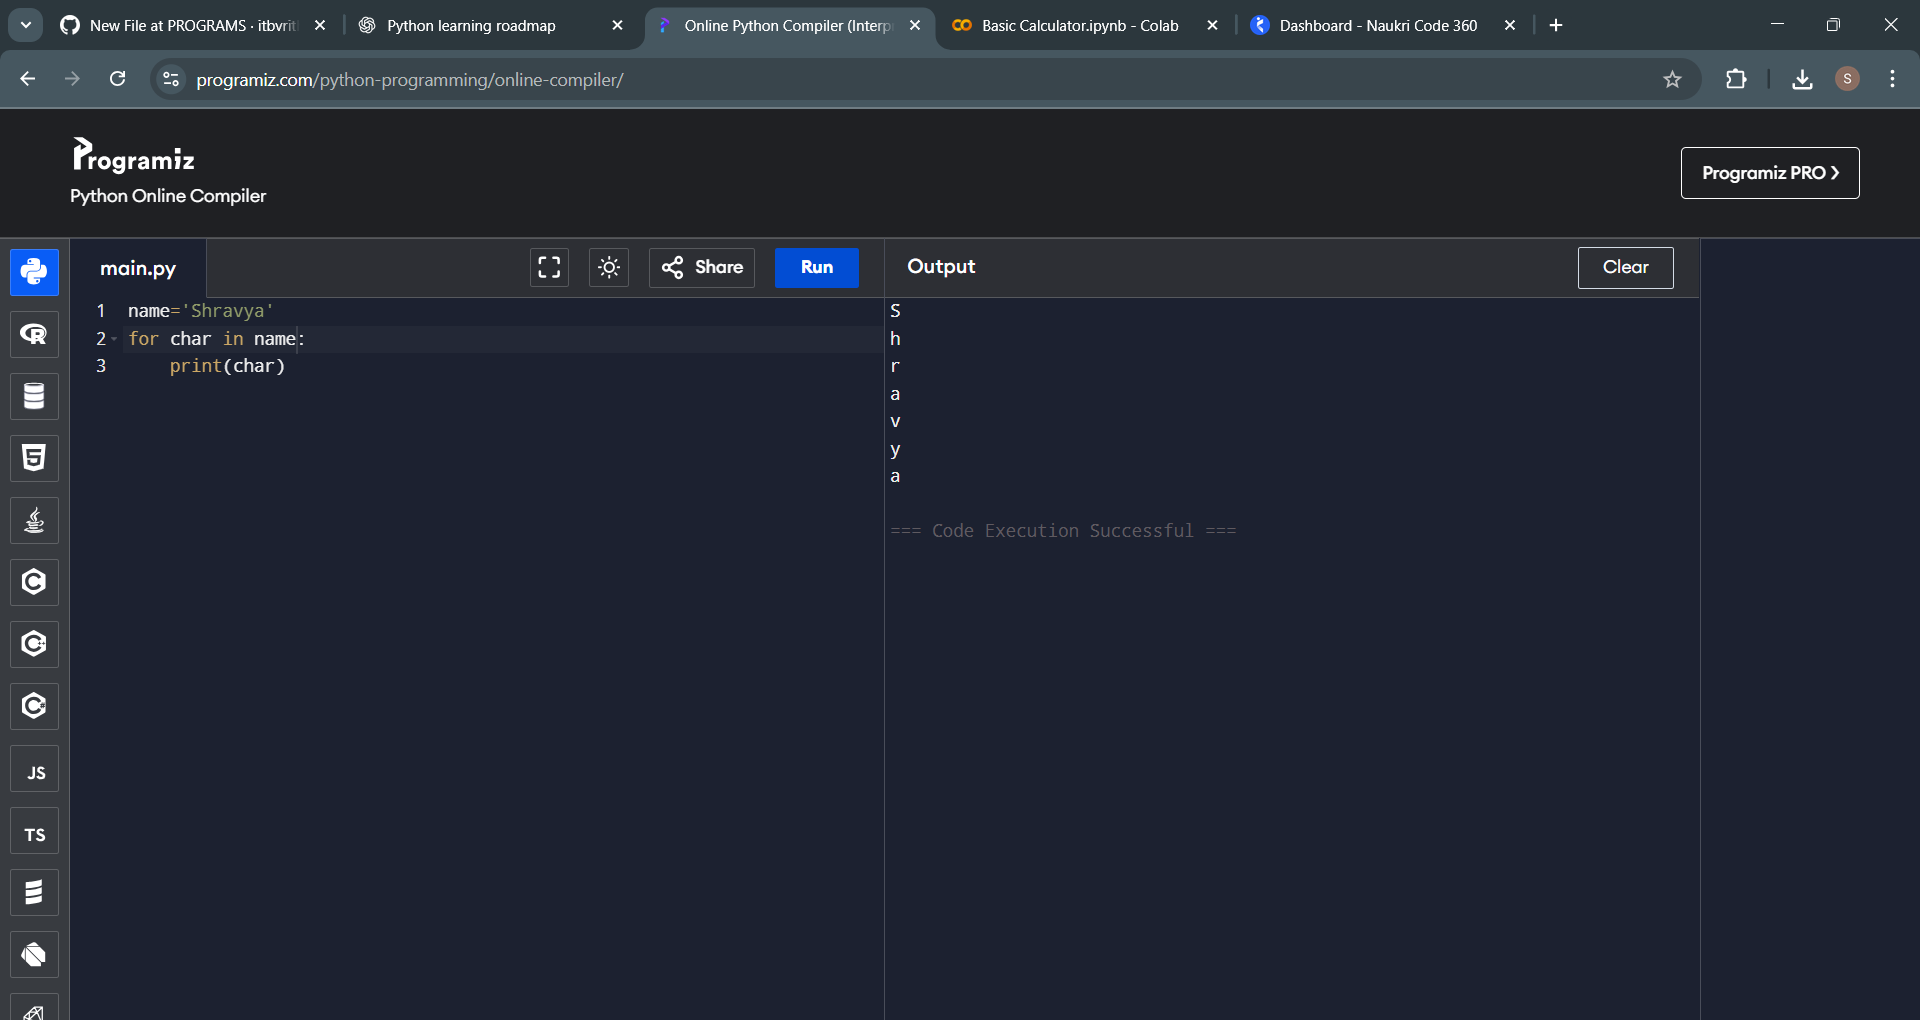 New File at PROGRAMS · itbvrit
Python learning roadmap
Online Python Compiler (Interp
Basic Calculator.ipynb - Colab
Dashboard - Naukri Code 360
programiz.com/python-programming/online-compiler/
S
Programiz
Python Online Compiler
Programiz PRO
main.py
Share
Run
Output
Clear
1 name='Shravya'
2 for char in name:
3 print(char)
S
h
r
a
v
y
a
=== Code Execution Successful ===
R
5
C
C
C
JS
TS